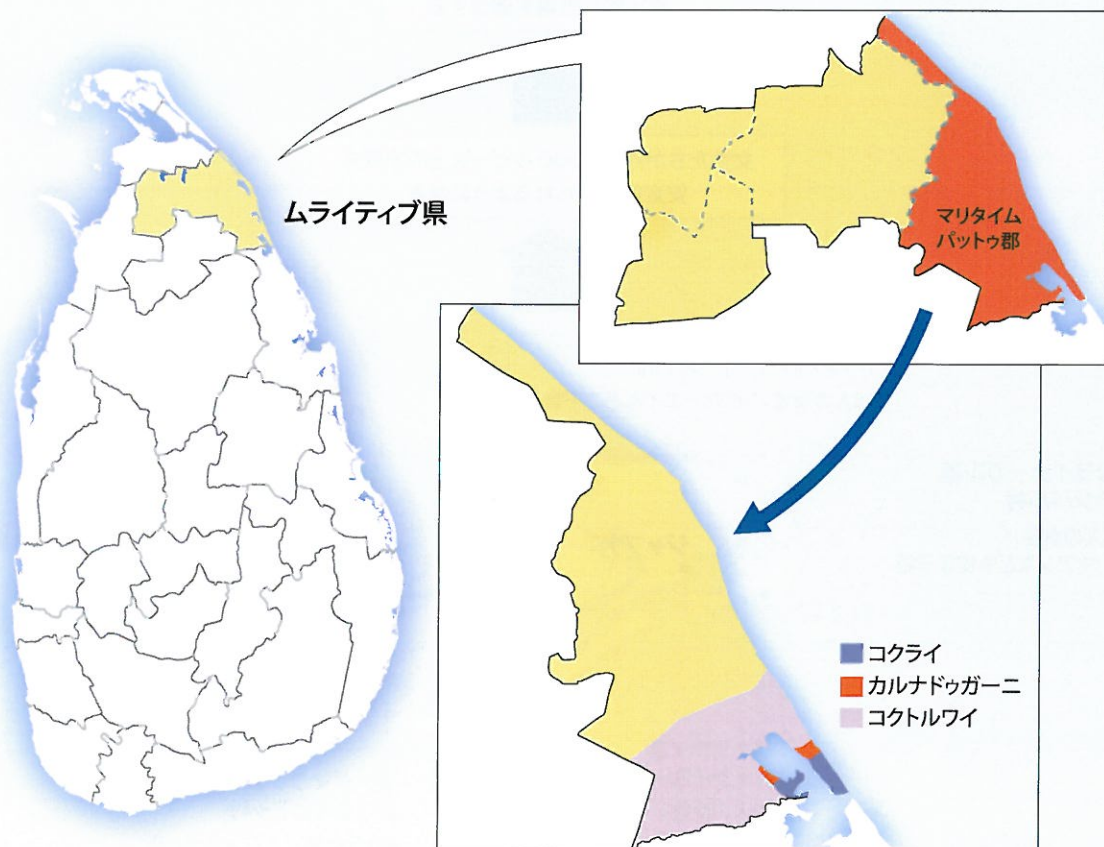 ムライティブ県
マリタイム
パットゥ郡
コクライ
カルナドゥガーニ
コクトルワイ